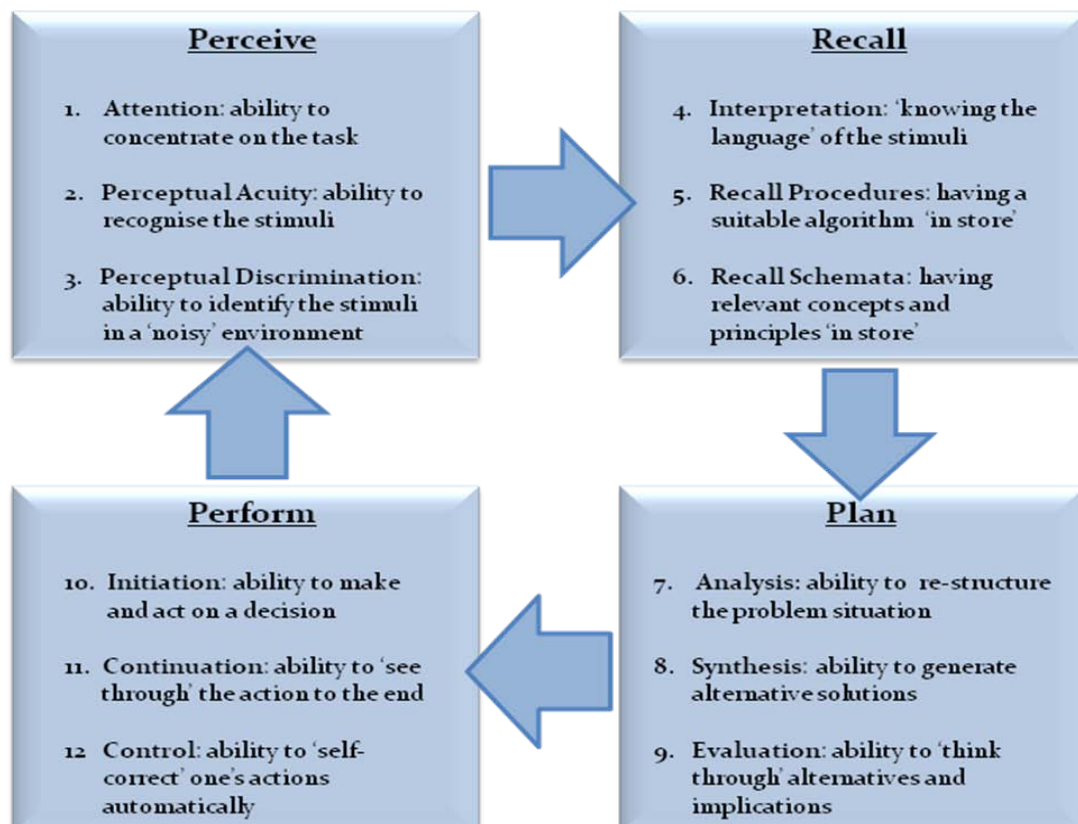 Perceive
1. Attention: ability to
concentrate on the task
2. Perceptual Acuity: ability to
recognise the stimuli
3. Perceptual Discrimination:
ability to identify the stimuli
in a ‘noisy’ environment
Recall
4. Interpretation: ‘knowing the
language’ of the stimuli
5. Recall Procedures: having a
suitable algorithm ‘in store’
6. Recall Schemata: having
relevant concepts and
principles ‘in store’
Perform
10. Initiation: ability to make
and act on a decision
11. Continuation: ability to ‘see
through’ the action to the end
12 Control: ability to ‘self-
correct’ one’s actions
automatically
Plan
7. Analysis: ability to re-structure
the problem situation
8. Synthesis: ability to generate
alternative solutions
9. Evaluation: ability to ‘think
through’ alternatives and
implications